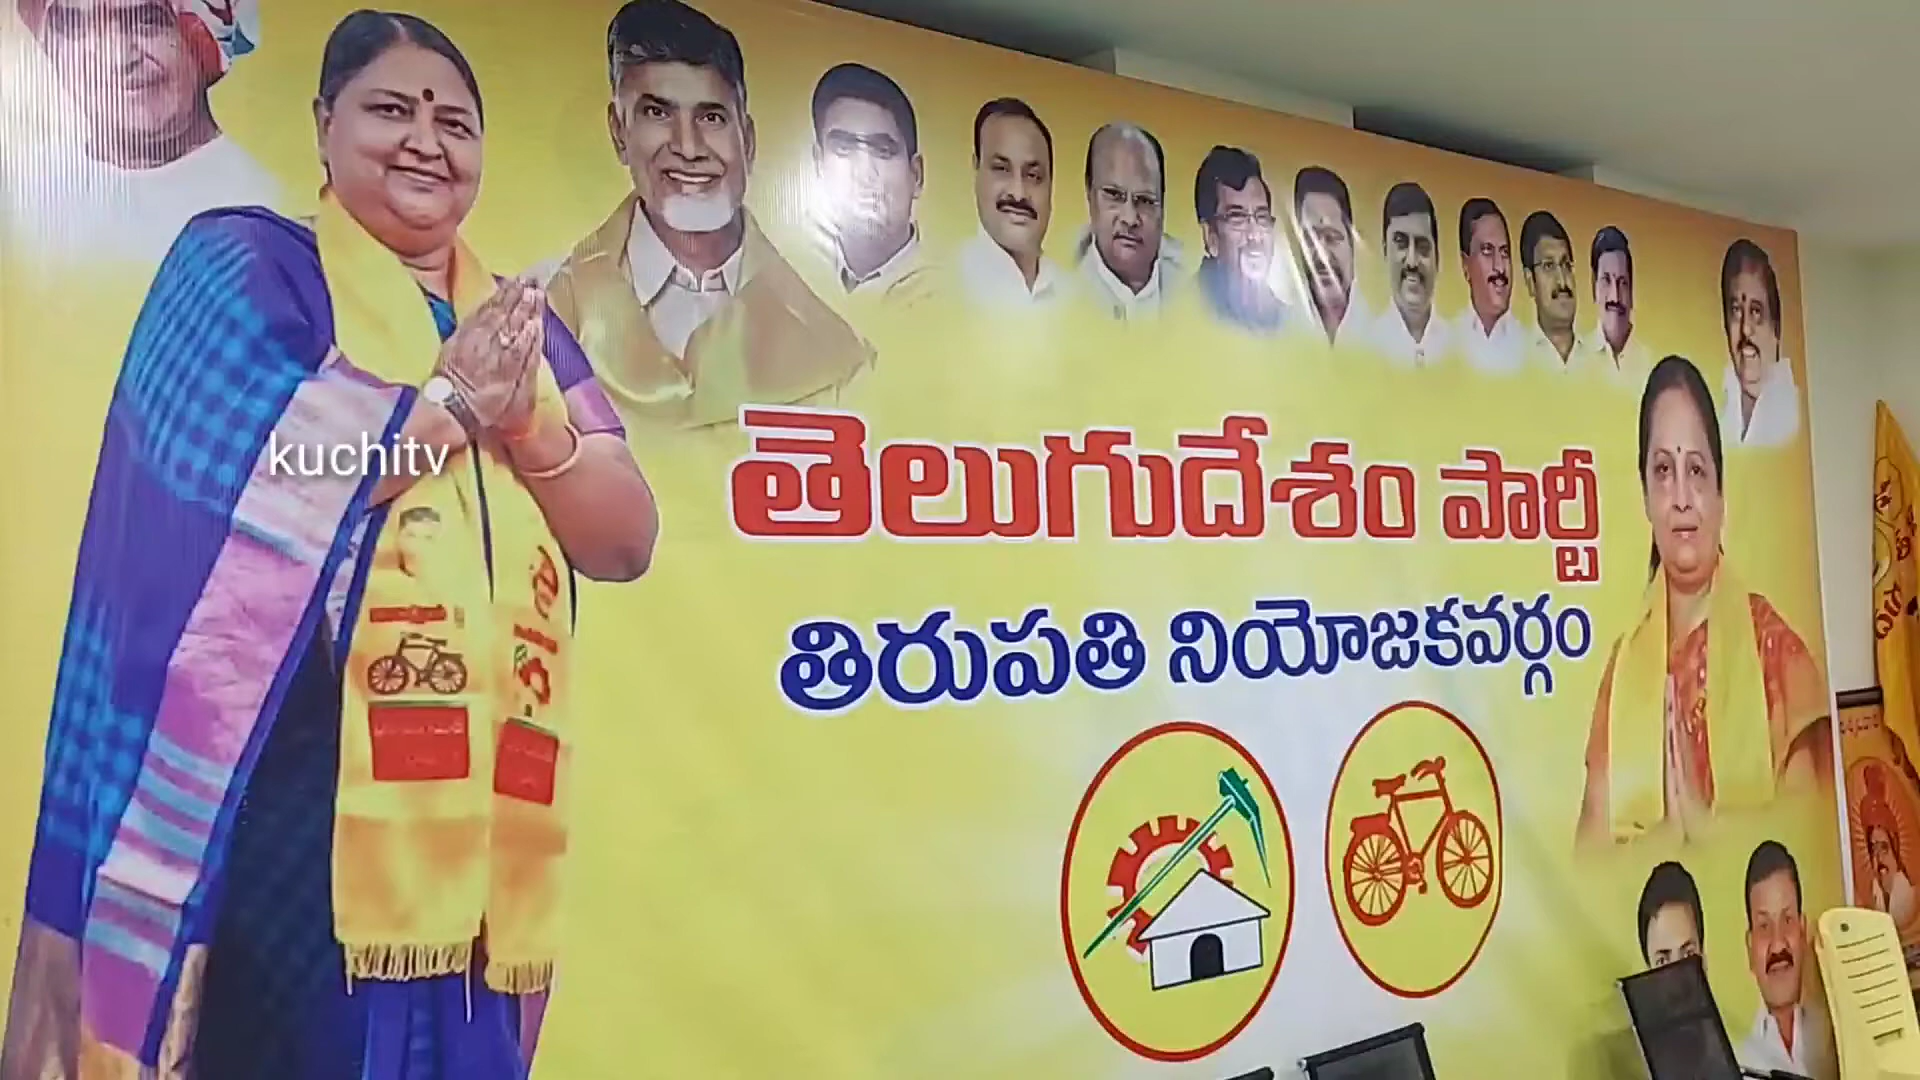 kuchitv
తెలుగుదేశం పార్టీ
తిరుపతి నియోజకవర్గం